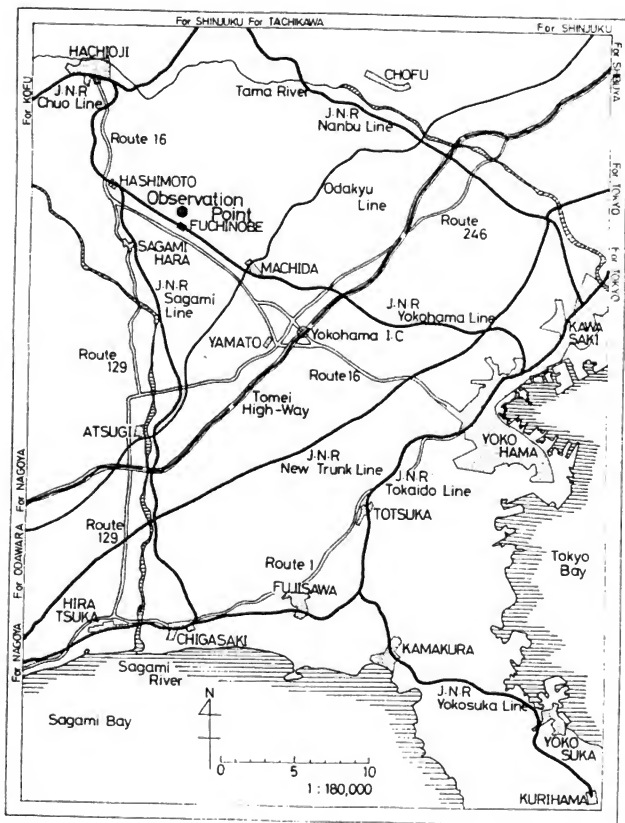 For SHINJUKU For TACHIKAWA
For SHINJUKU
HACHIOJI
CHOFU
For SHIBUYA
For KOFU
J.N.R
Chuo Line
Tama River
J.N.R
Nanbu Line
Route 16
HASHIMOTO
Observation
Point
FUCHINOBE
Odakyu
Line
Route
246
For TOKYO
SAGAMI
HARA
MACHIDA
For TOKYO
J.N.R
Sagami
Line
J.N.R
Yokohama Line
KAWA
SAKI
YAMATO
Yokohama I.C
Route
129
Route16
Tomei
High-Way
ATSUGI
YOKO
HAMA
J.N.R
New Trunk Line
J.N.R
Tokaido Line
For NAGOYA
TOTSUKA
Route
129
Tokyo
Bay
For ODAWARA
Route 1
FUJISAWA
HIRA
TSUKA
For NAGOYA
CHIGASAKI
KAMAKURA
Sagami
River
J.N.R
Yokosuka Line
N
Sagami Bay
YOKO
SUKA
0 5 10
1 : 180,000
KURIHAMA